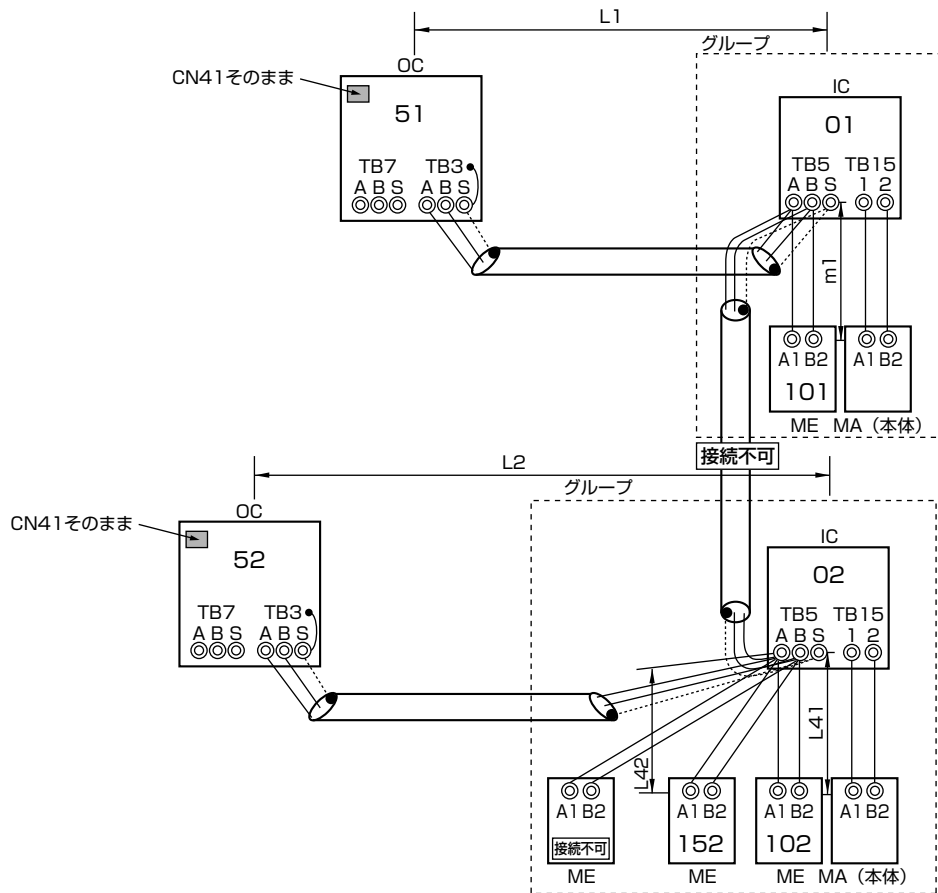 L1
グループ
OC
IC
CN41そのまま
51
01
TB7 TB3
TB5 TB15
A B S A B S
A B S 1 2
m1
A1 B2 A1 B2
101
ME MA（本体）
接続不可
L2
グループ
OC
IC
CN41そのまま
52
02
TB7 TB3
TB5 TB15
A B S A B S
A B S 1 2
L41
L42
A1 B2 A1 B2 A1 B2 A1 B2
接続不可 152 102
ME ME ME MA（本体）